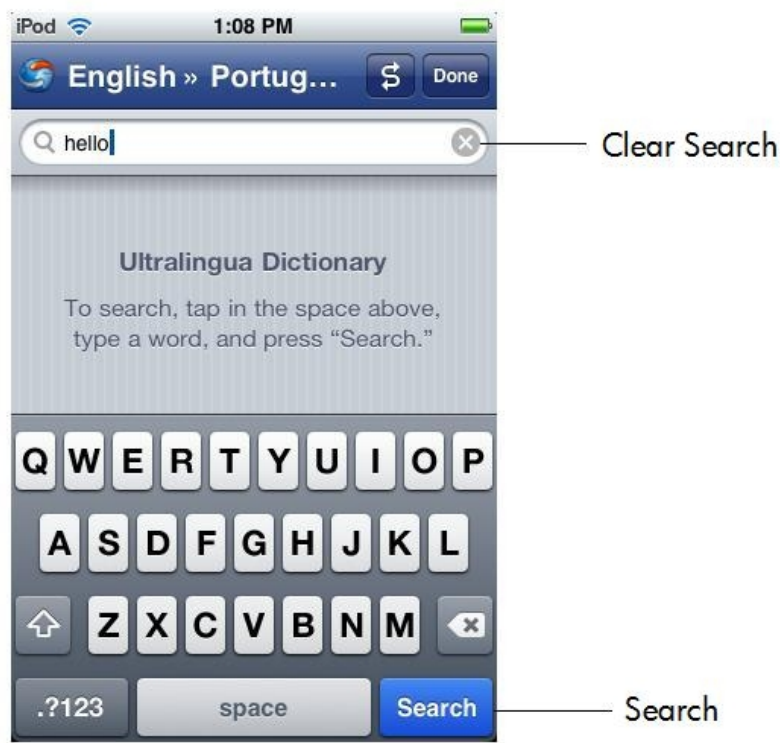 iPod 1:08 PM
English » Portug... Done
hello
Clear Search
Ultralingua Dictionary
To search, tap in the space above,
type a word, and press “Search.”
Q W E R T Y U I O P
A S D F G H J K L
Z X C V B N M
.?123 space Search
Search